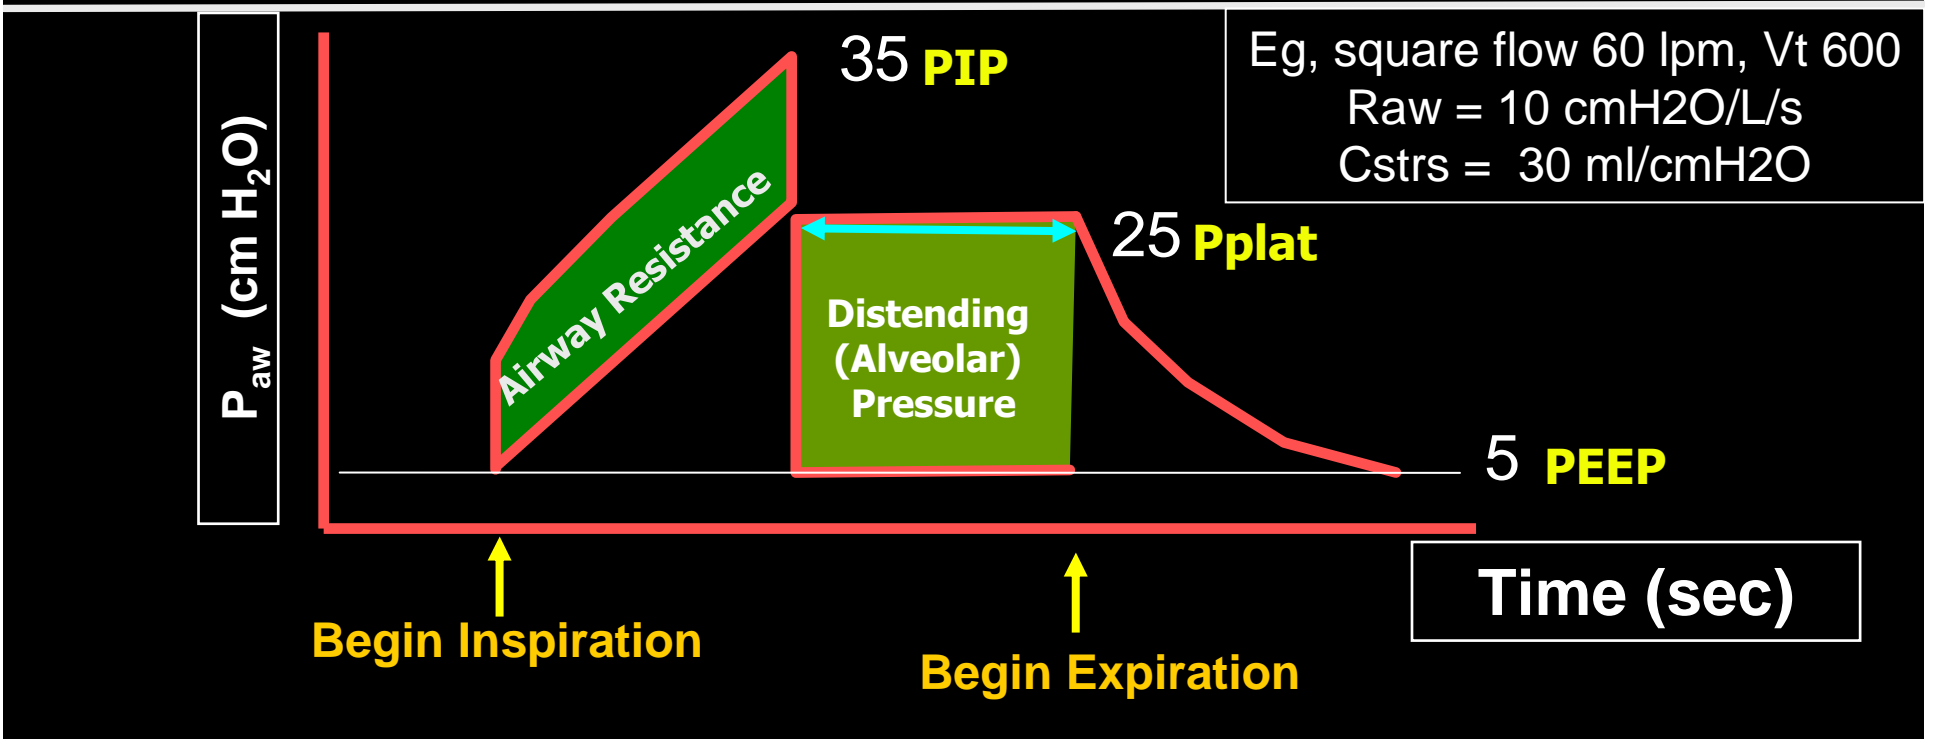 Eg, square flow 60 lpm, Vt 600
Raw = 10 cmH2O/L/s
Cstrs = 30 ml/cmH2O
35 PIP
P_aw (cm H₂O)
Airway Resistance
25 Pplat
Distending
(Alveolar)
Pressure
5 PEEP
Time (sec)
Begin Inspiration
Begin Expiration